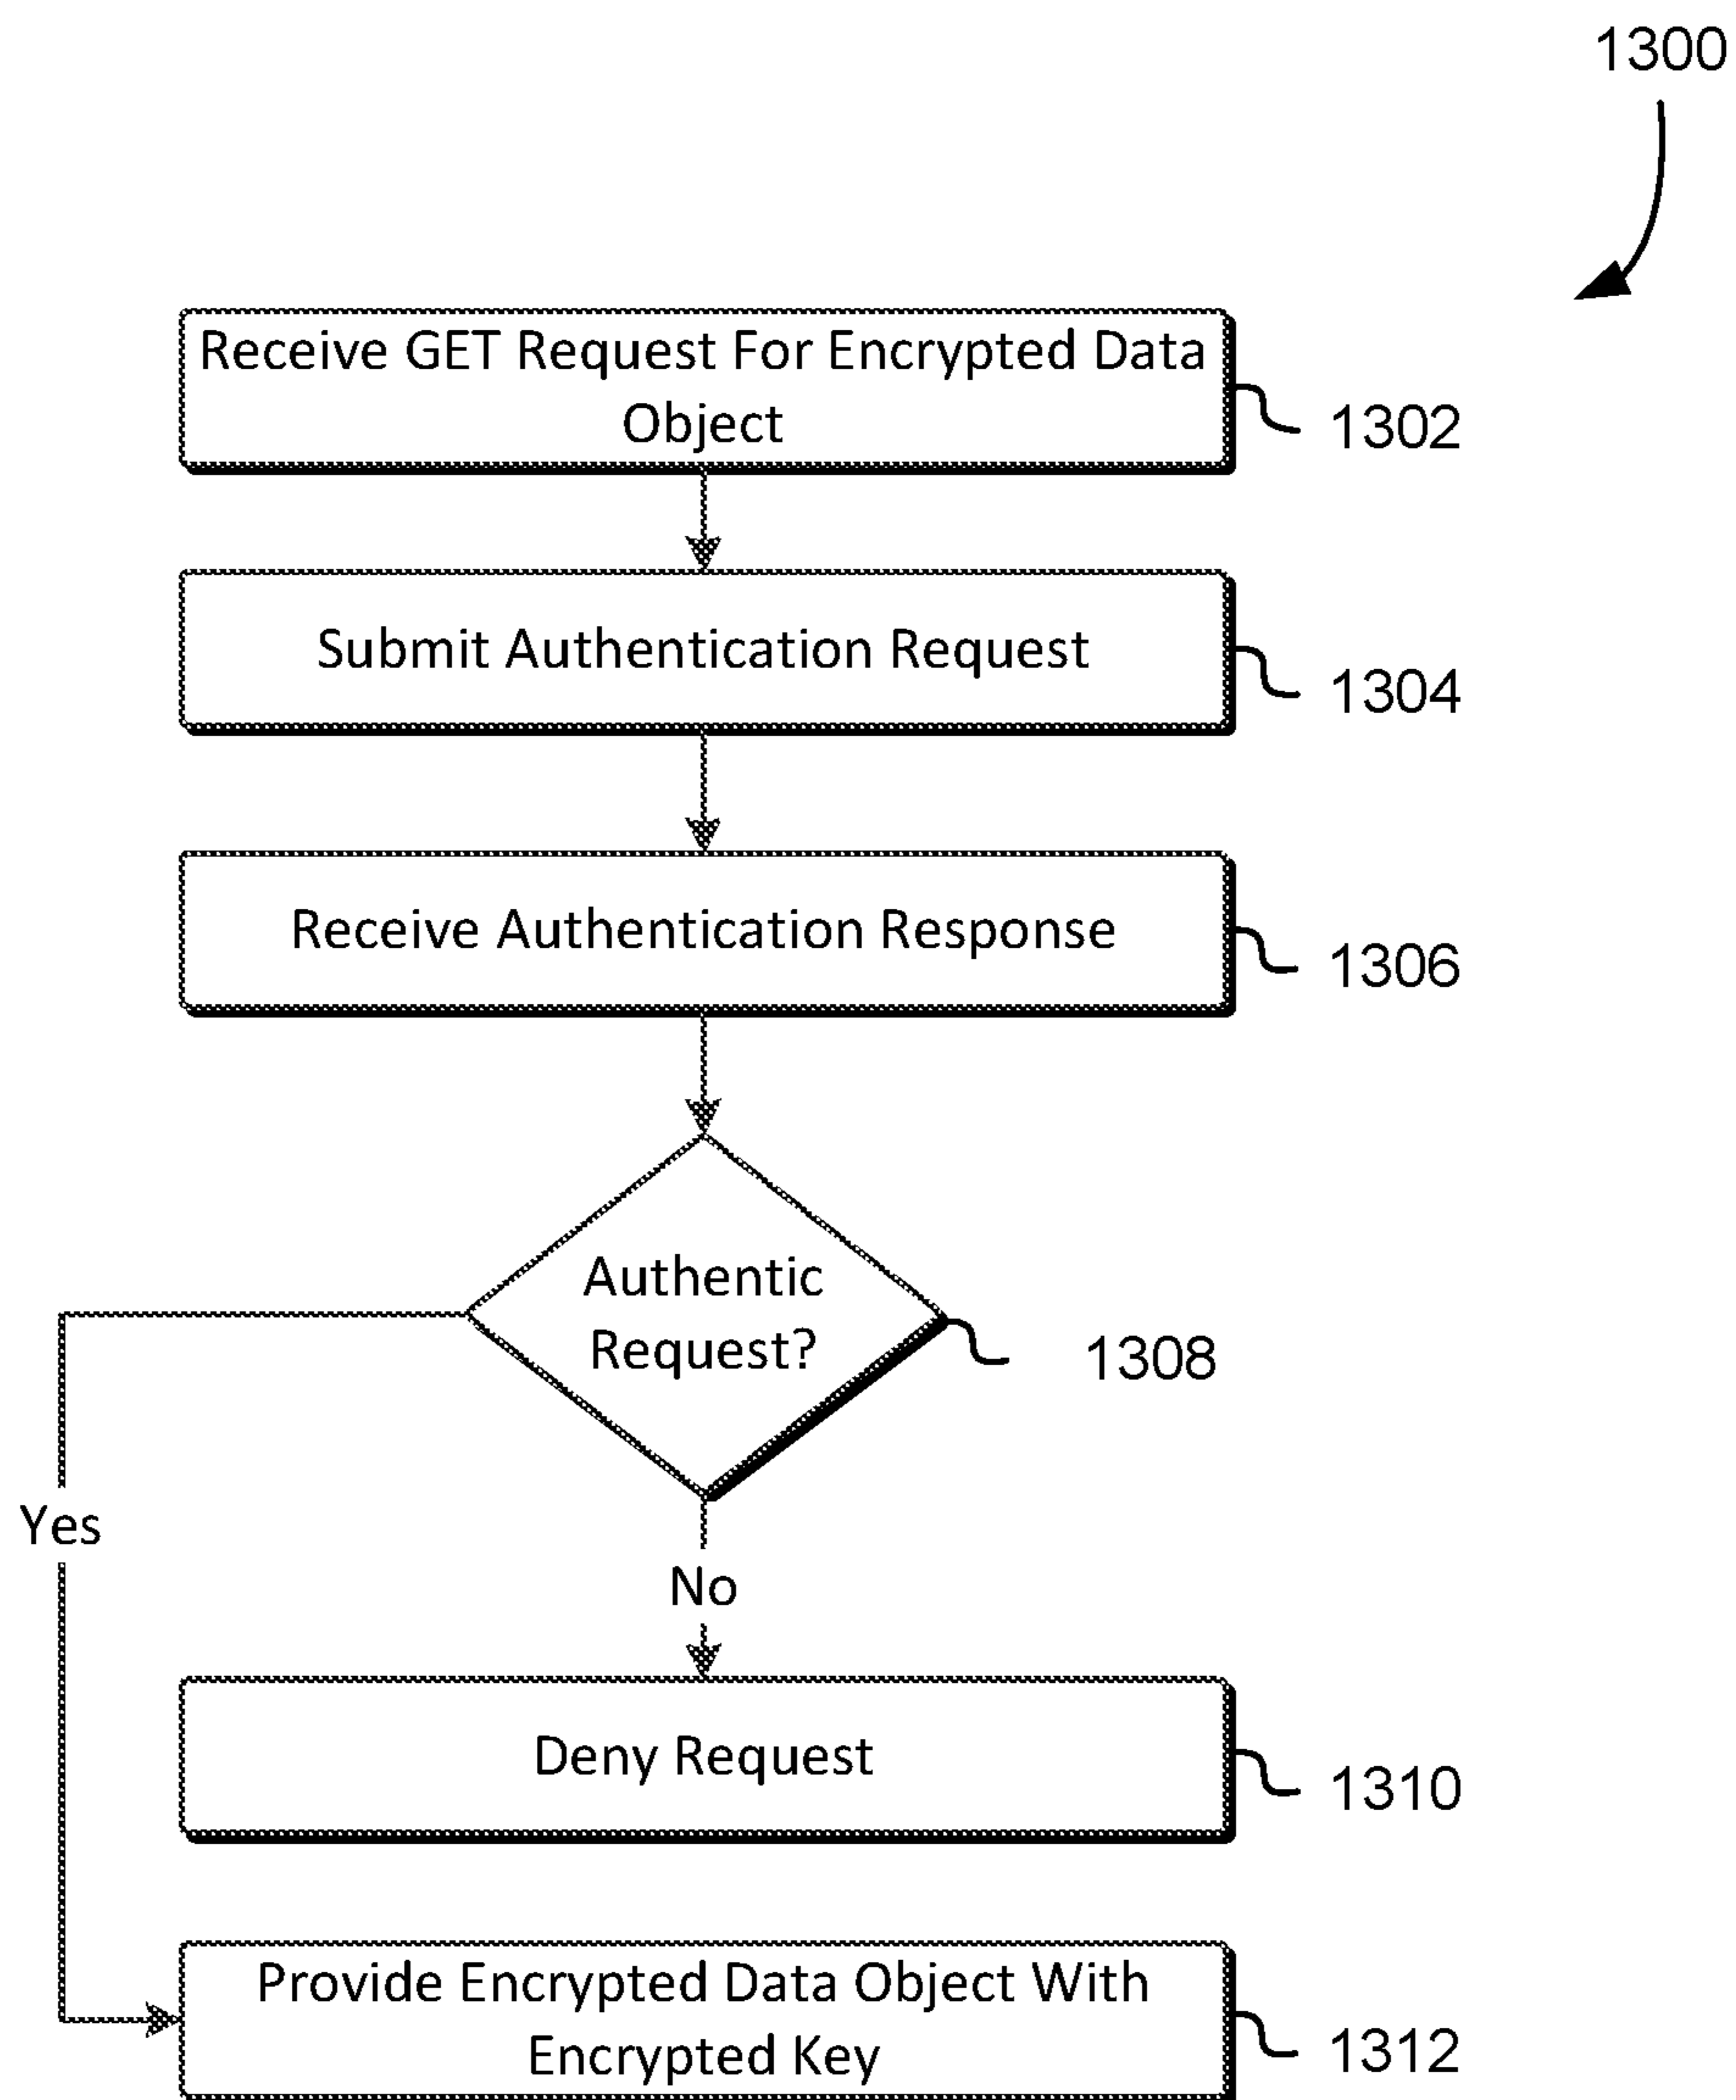 1300
Receive GET Request For Encrypted Data
Object
1302
Submit Authentication Request
1304
Receive Authentication Response
1306
Authentic
Request?
1308
Yes
No
Deny Request
1310
Provide Encrypted Data Object With
Encrypted Key
1312